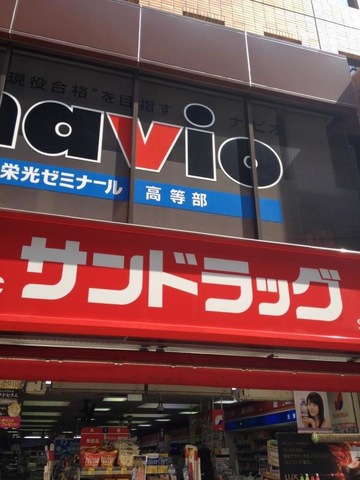 現役合格"を目指す ナビオ
navio
栄光ゼミナール 高等部
サンドラッグ
LUX